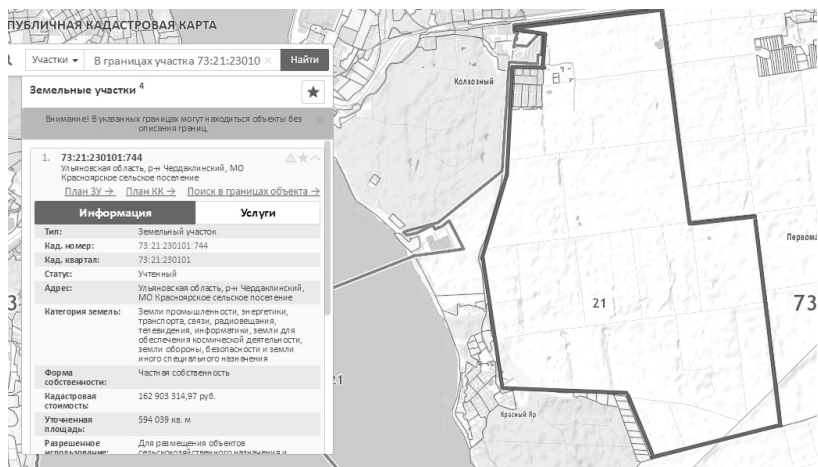 ПУБЛИЧНАЯ КАДАСТРОВАЯ КАРТА
Участки В границах участка 73:21:23010 × Найти
Земельные участки 4
Внимание! В указанных границах могут находиться объекты без
описания границ.
1. 73:21:230101:744
Ульяновская область, р-н Чердаклинский, МО
Красноярское сельское поселение
План ЗУ → План КК → Поиск в границах объекта →
Информация Услуги
Тип: Земельный участок
Кад. номер: 73:21:230101:744
Кад. квартал: 73:21:230101
Статус: Учтенный
Адрес: Ульяновская область, р-н Чердаклинский,
МО Красноярское сельское поселение
Категория земель: Земли промышленности, энергетики,
транспорта, связи, радиовещания,
телевидения, информатики, земли для
обеспечения космической деятельности,
земли обороны, безопасности и земли
иного специального назначения
Форма
собственности: Частная собственность
Кадастровая
стоимость: 162 903 314,97 руб.
Уточненная
площадь: 594 039 кв. м
Разрешенное
использование: Для размещения объектов
сельскохозяйственного назначения и
Колхозный
Первома
21
73
Красный Яр